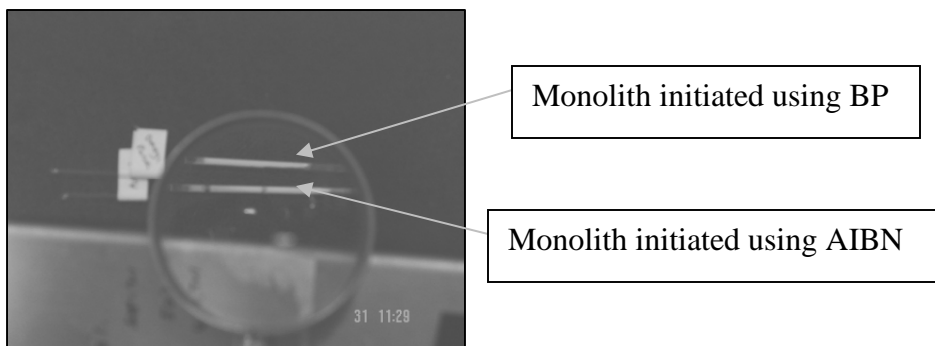 Monolith initiated using BP
Monolith initiated using AIBN
31 11:29